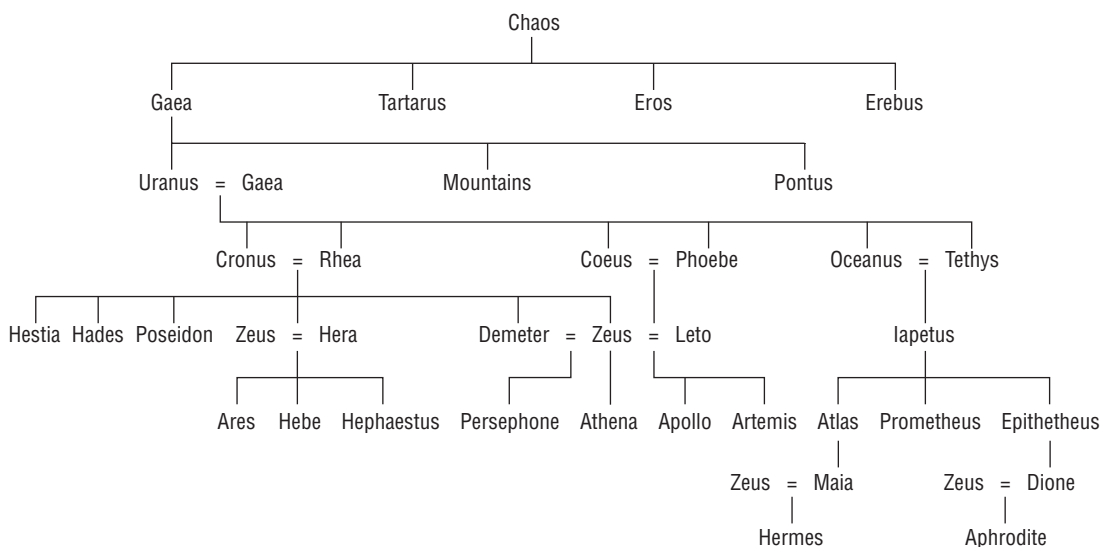 Chaos
Gaea Tartarus Eros Erebus
Uranus = Gaea Mountains Pontus
Cronus = Rhea Coeus = Phoebe Oceanus = Tethys
Hestia Hades Poseidon Zeus = Hera Demeter = Zeus = Leto Iapetus
Ares Hebe Hephaestus Persephone Athena Apollo Artemis Atlas Prometheus Epithetheus
Zeus = Maia Zeus = Dione
Hermes Aphrodite